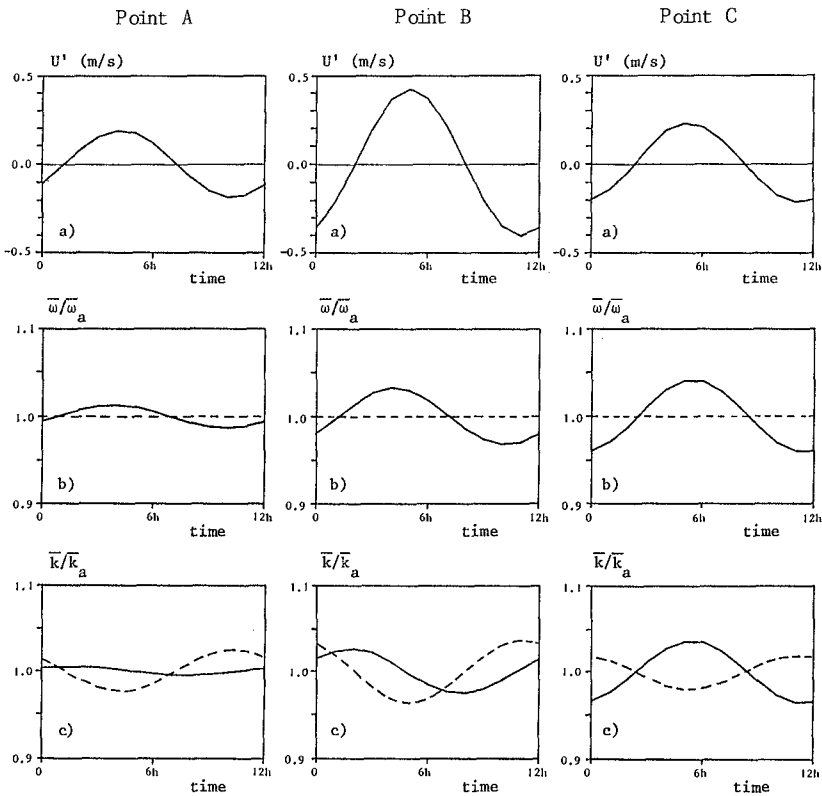 Point A Point B Point C
U' (m/s) U' (m/s) U' (m/s)
0.5 0.5 0.5
0.0 0.0 0.0
-0.5 -0.5 -0.5
a) a) a)
0 6h 12h 0 6h 12h 0 6h 12h
time time time
ω̅/ω̅a ω̅/ω̅a ω̅/ω̅a
1.1 1.1 1.1
1.0 1.0 1.0
0.9 0.9 0.9
b) b) b)
0 6h 12h 0 6h 12h 0 6h 12h
time time time
k̅/k̅a k̅/k̅a k̅/k̅a
1.1 1.1 1.1
1.0 1.0 1.0
c) c) c)
0.9 0.9 0.9
0 6h 12h 0 6h 12h 0 6h 12h
time time time